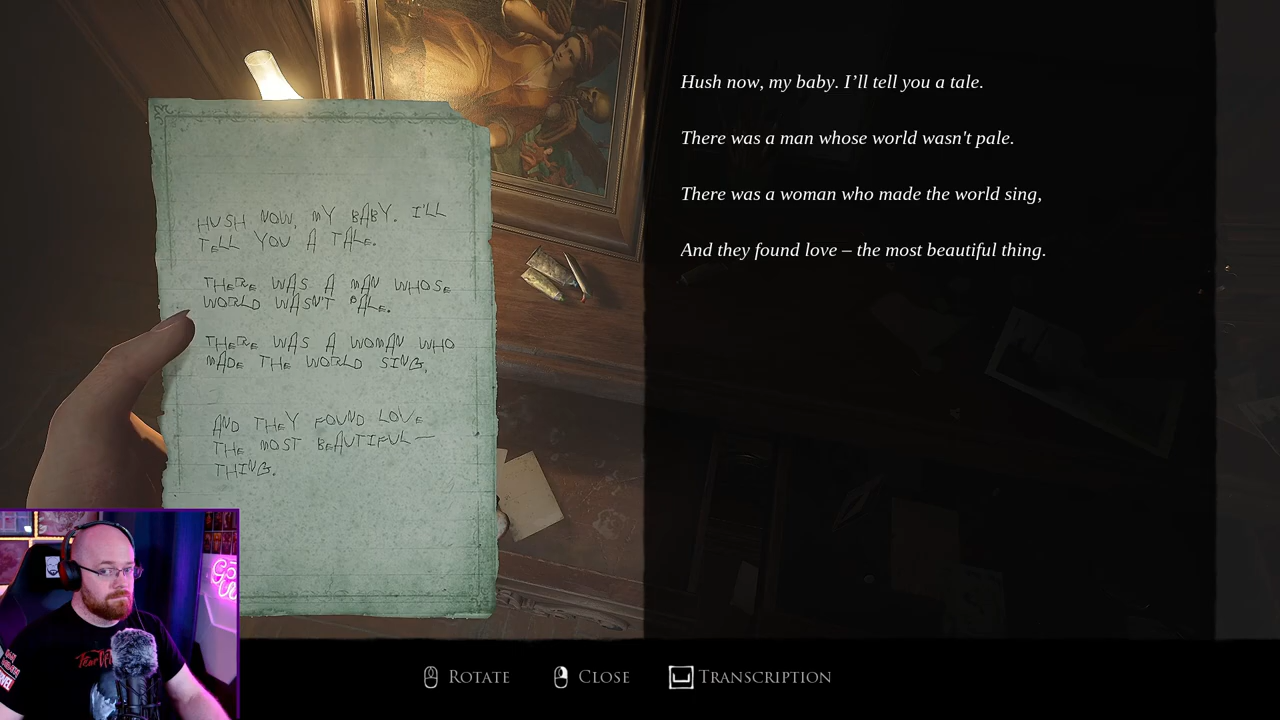 HUSH NOW, MY BABY. I'LL
TELL YOU A TALE.
THERE WAS A MAN WHOSE
WORLD WASN'T PALE.
THERE WAS A WOMAN WHO
MADE THE WORLD SING,
AND THEY FOUND LOVE
THE MOST BEAUTIFUL —
THING.
Hush now, my baby. I’ll tell you a tale.
There was a man whose world wasn't pale.
There was a woman who made the world sing,
And they found love – the most beautiful thing.
ROTATE
CLOSE
TRANSCRIPTION